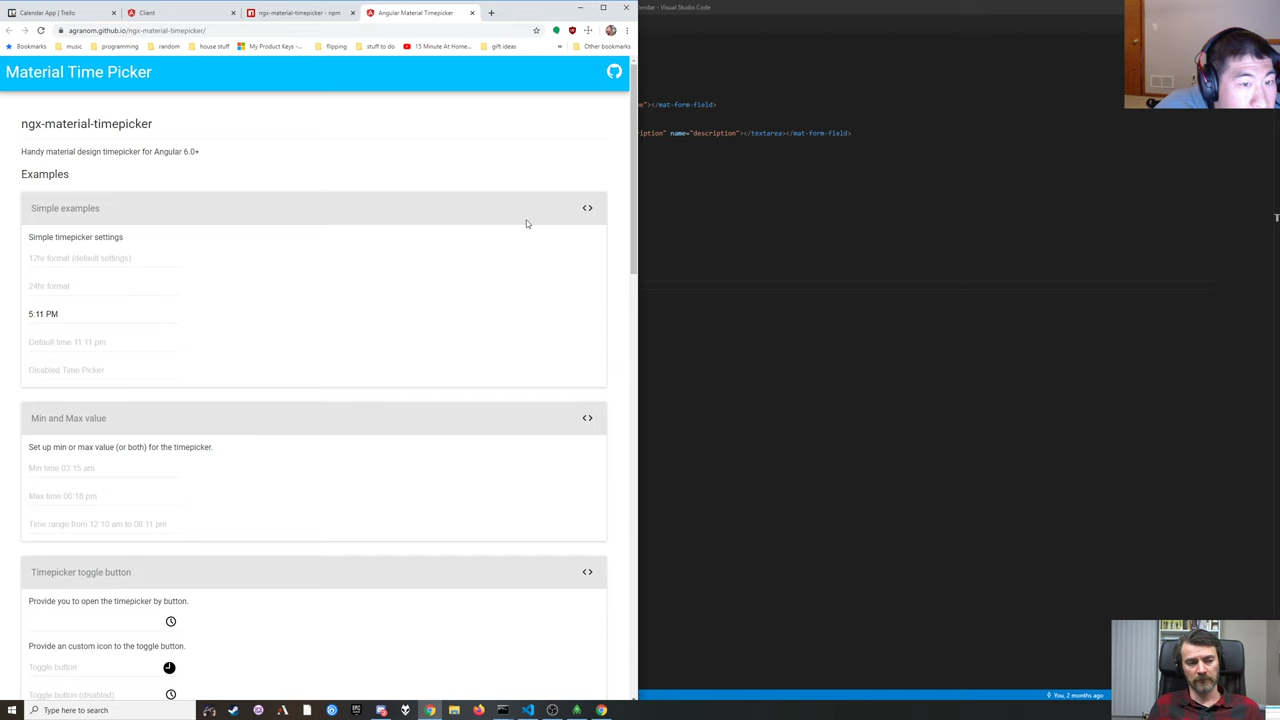 Calendar App | Trello
Client
ngx-material-timepicker - npm
Angular Material Timepicker
agranom.github.io/ngx-material-timepicker/
Bookmarks
music
programming
random
house stuff
My Product Keys -...
flipping
stuff to do
15 Minute At Home...
gift ideas
»
Other bookmarks
Material Time Picker
ngx-material-timepicker
Handy material design timepicker for Angular 6.0+
Examples
Simple examples
Simple timepicker settings
12hr format (default settings)
24hr format
5:11 PM
Default time 11:11 pm
Disabled Time Picker
Min and Max value
Set up min or max value (or both) for the timepicker.
Min time 03:15 am
Max time 06:18 pm
Time range from 12:10 am to 08:11 pm
Timepicker toggle button
Provide you to open the timepicker by button.
Provide an custom icon to the toggle button.
Toggle button
Toggle button (disabled)
Type here to search
endar - Visual Studio Code
e"></mat-form-field>
iption" name="description"></textarea></mat-form-field>
You, 2 months ago